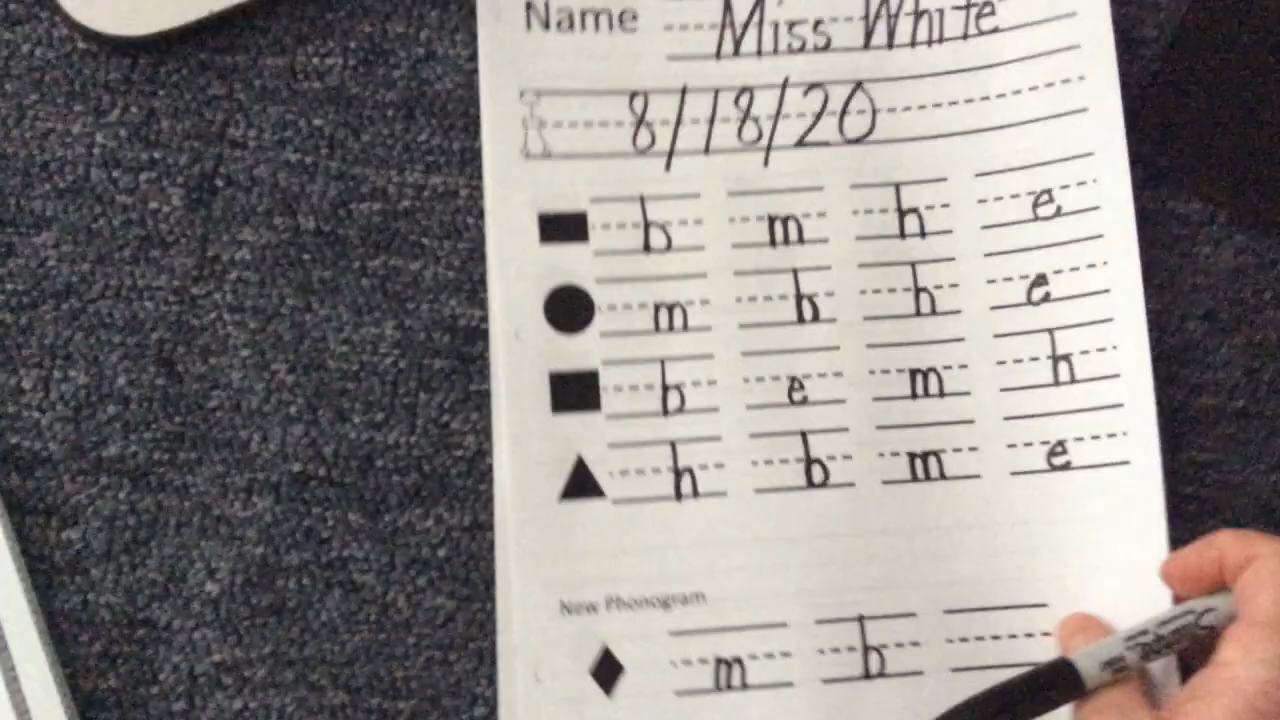 Name Miss White
8/18/20
b m h e
m b h e
b e m h
h b m e
New Phonogram
m b